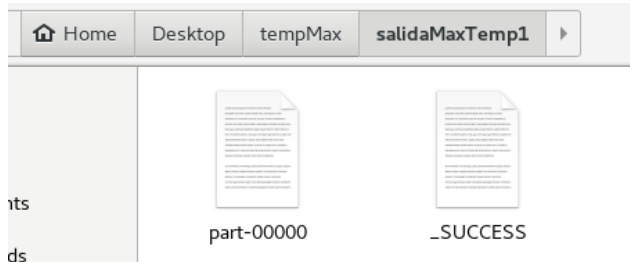 Home Desktop tempMax salidaMaxTemp1
nts
ds
part-00000 _SUCCESS